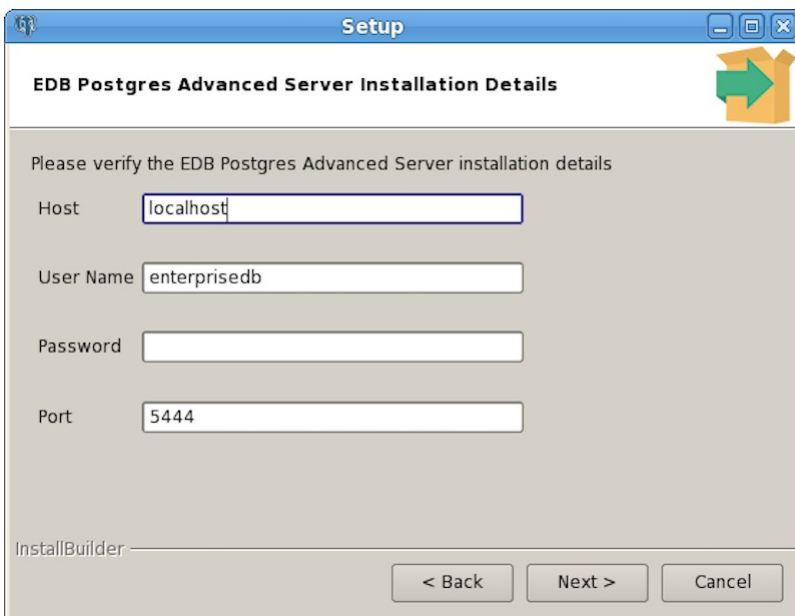 Setup
EDB Postgres Advanced Server Installation Details
Please verify the EDB Postgres Advanced Server installation details
Host localhost
User Name enterprisedb
Password
Port 5444
InstallBuilder
< Back Next > Cancel